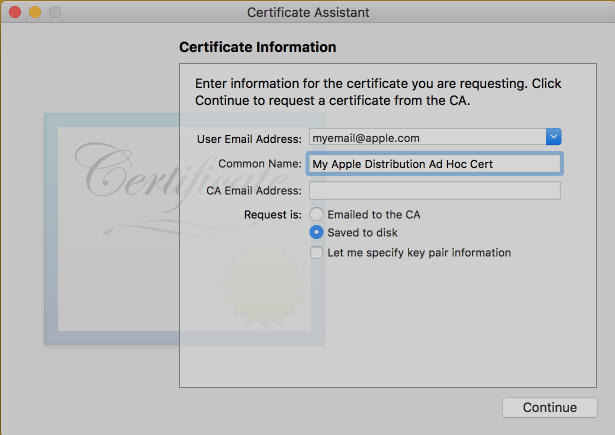 Certificate Assistant
Certificate Information
Enter information for the certificate you are requesting. Click
Continue to request a certificate from the CA.
Certificate
User Email Address: myemail@apple.com
Common Name: My Apple Distribution Ad Hoc Cert
CA Email Address:
Request is: Emailed to the CA
Saved to disk
Let me specify key pair information
Continue